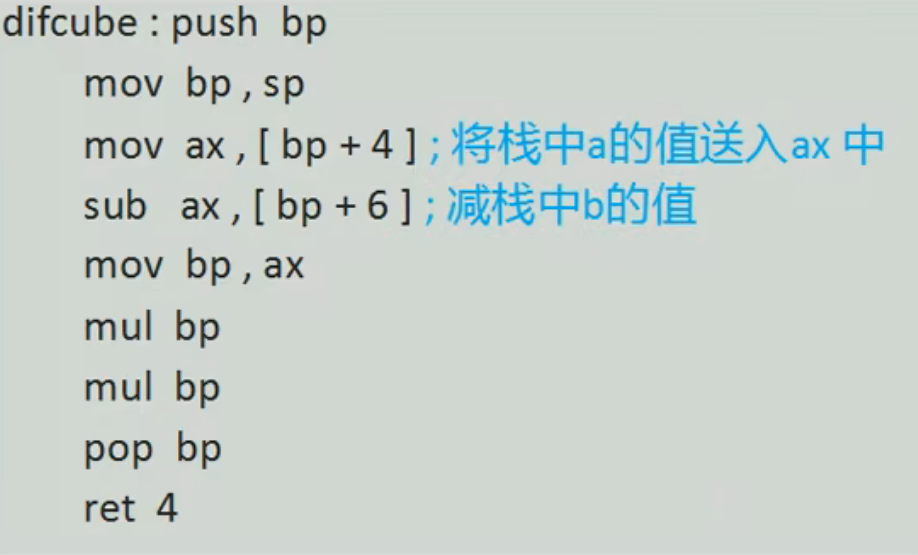 difcube : push bp
mov bp , sp
mov ax , [ bp + 4 ] ; 将栈中a的值送入ax 中
sub ax , [ bp + 6 ] ; 减栈中b的值
mov bp , ax
mul bp
mul bp
pop bp
ret 4